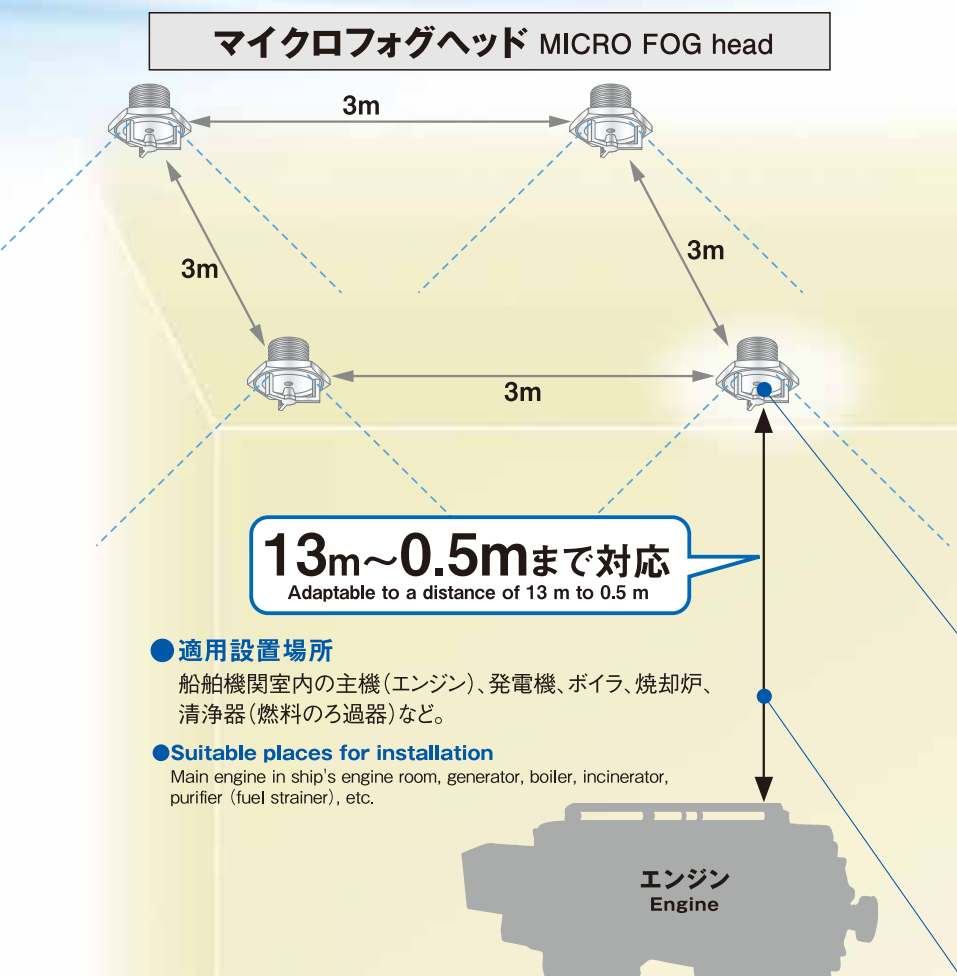 マイクロフォグヘッド MICRO FOG head
3m
3m
3m
3m
13m～0.5mまで対応
Adaptable to a distance of 13 m to 0.5 m
●適用設置場所
船舶機関室内の主機（エンジン）、発電機、ボイラ、焼却炉、
清浄器（燃料のろ過器）など。
●Suitable places for installation
Main engine in ship's engine room, generator, boiler, incinerator,
purifier（fuel strainer）, etc.
エンジン
Engine